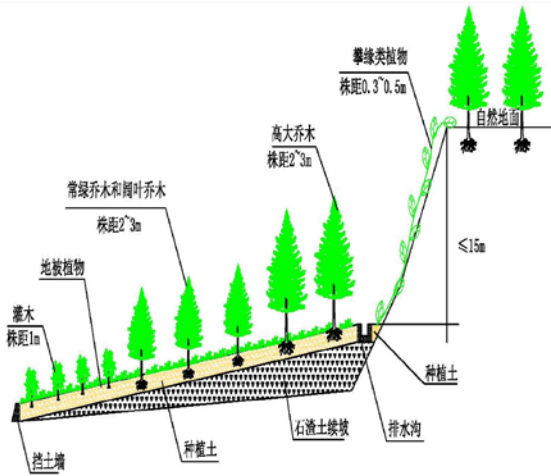 攀缘类植物
株距0.3~0.5m
自然地面
高大乔木
株距2~3m
常绿乔木和阔叶乔木
株距2~3m
≤15m
地被植物
灌木
株距1m
种植土
挡土墙
种植土
石渣土续坡
排水沟